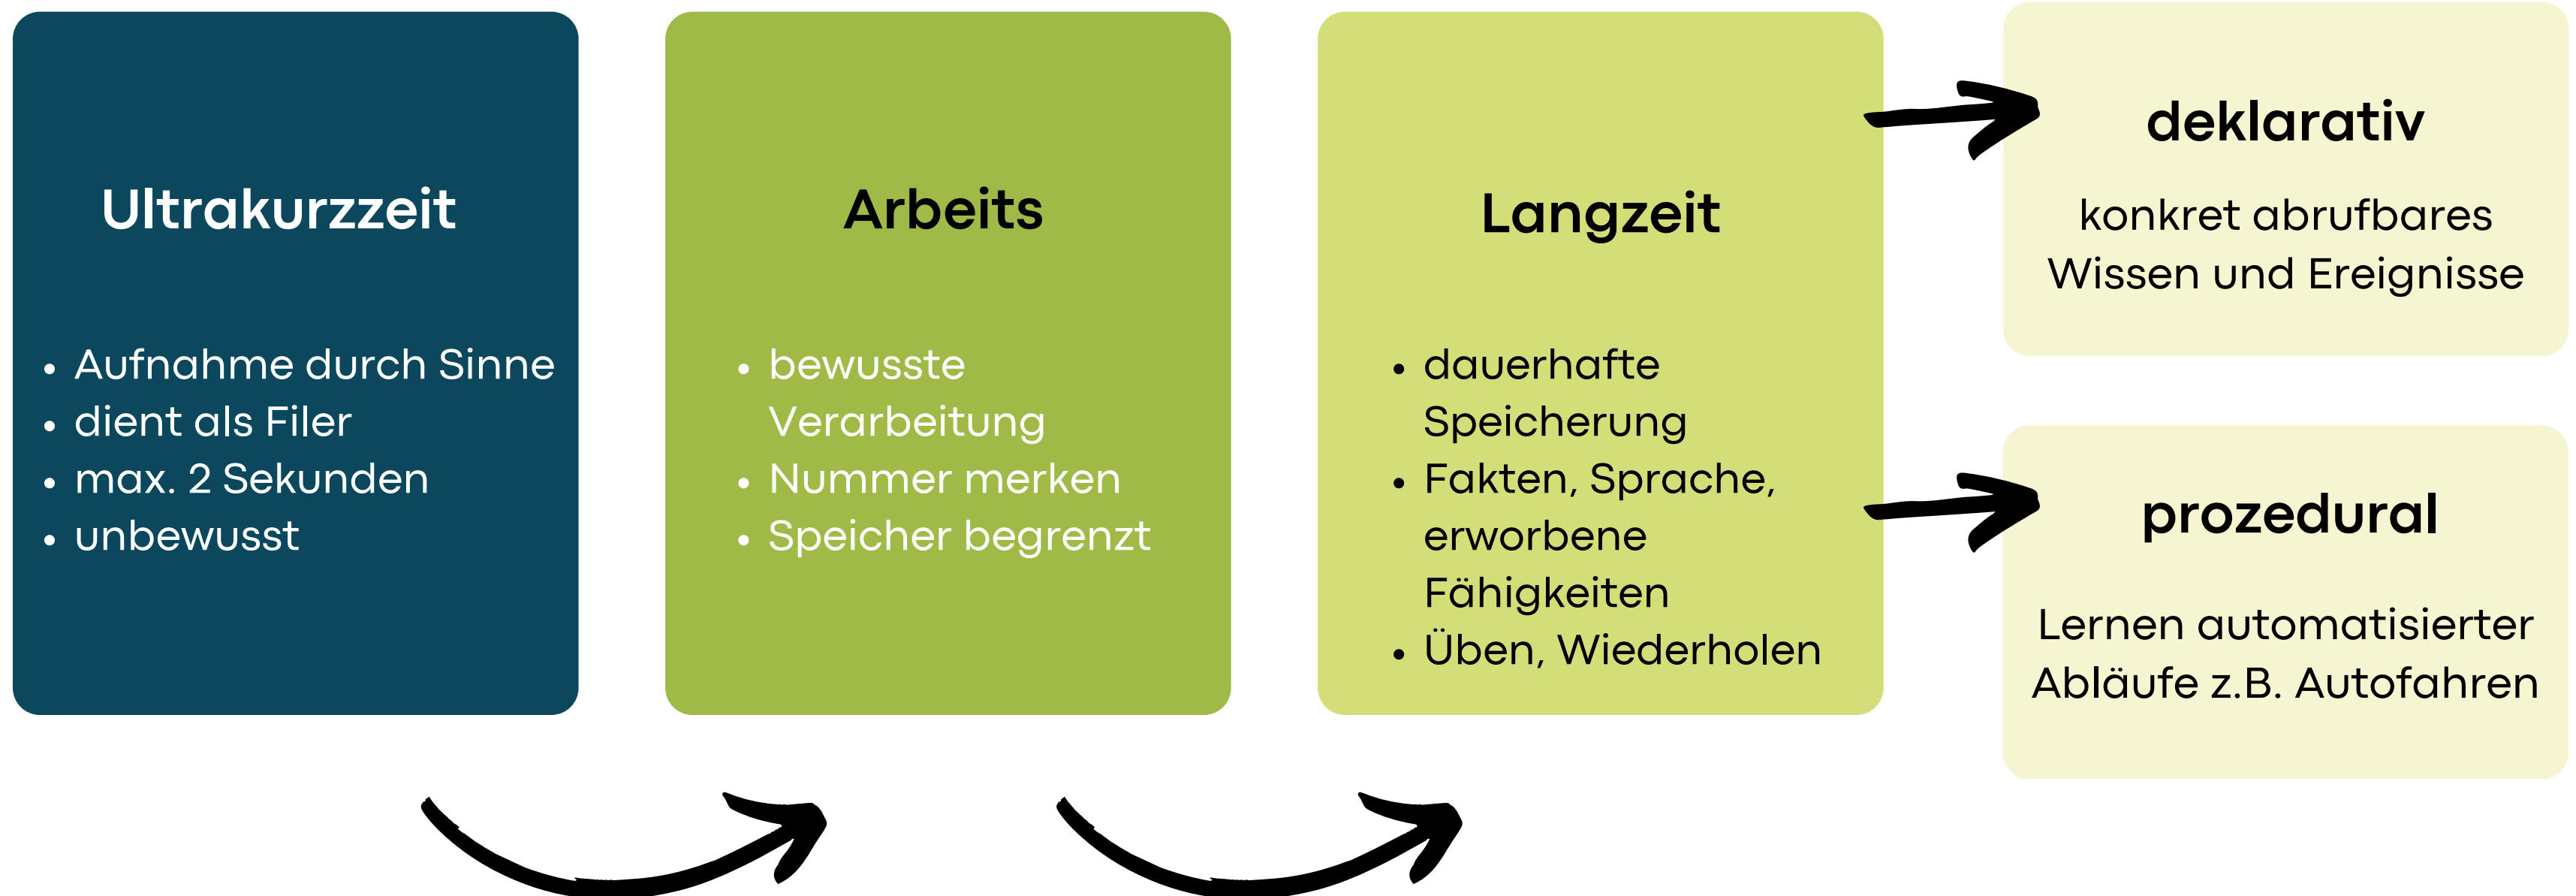 Ultrakurzzeit
• Aufnahme durch Sinne
• dient als Filer
• max. 2 Sekunden
• unbewusst
Arbeits
• bewusste
Verarbeitung
• Nummer merken
• Speicher begrenzt
Langzeit
• dauerhafte
Speicherung
• Fakten, Sprache,
erworbene
Fähigkeiten
• Üben, Wiederholen
deklarativ
konkret abrufbares
Wissen und Ereignisse
prozedural
Lernen automatisierter
Abläufe z.B. Autofahren